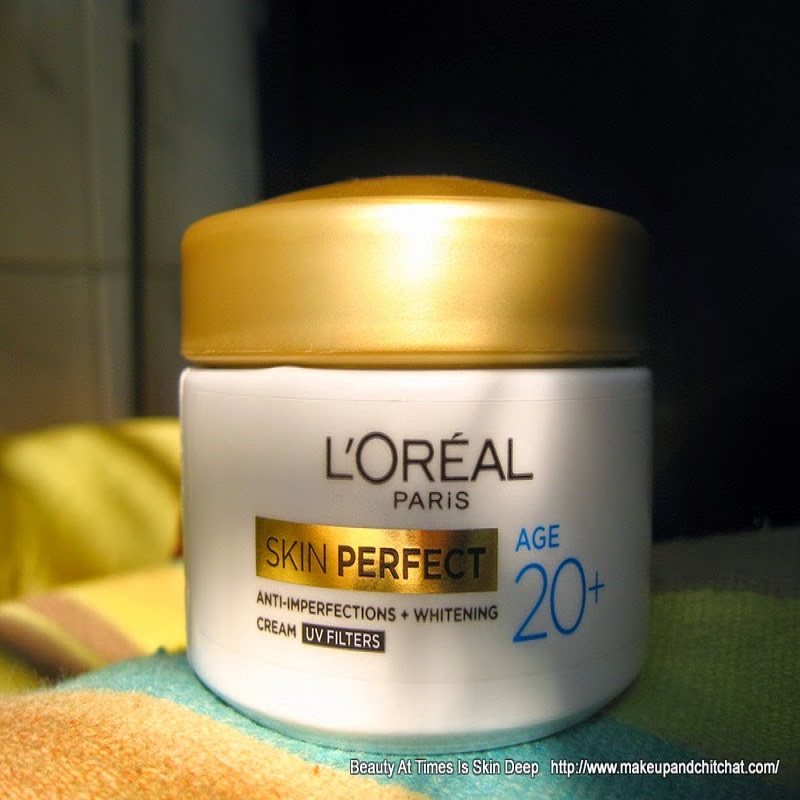 L'ORÉAL
PARiS
SKIN PERFECT
AGE
20+
ANTI-IMPERFECTIONS + WHITENING
CREAM UV FILTERS
Beauty At Times Is Skin Deep http://www.makeupandchitchat.com/